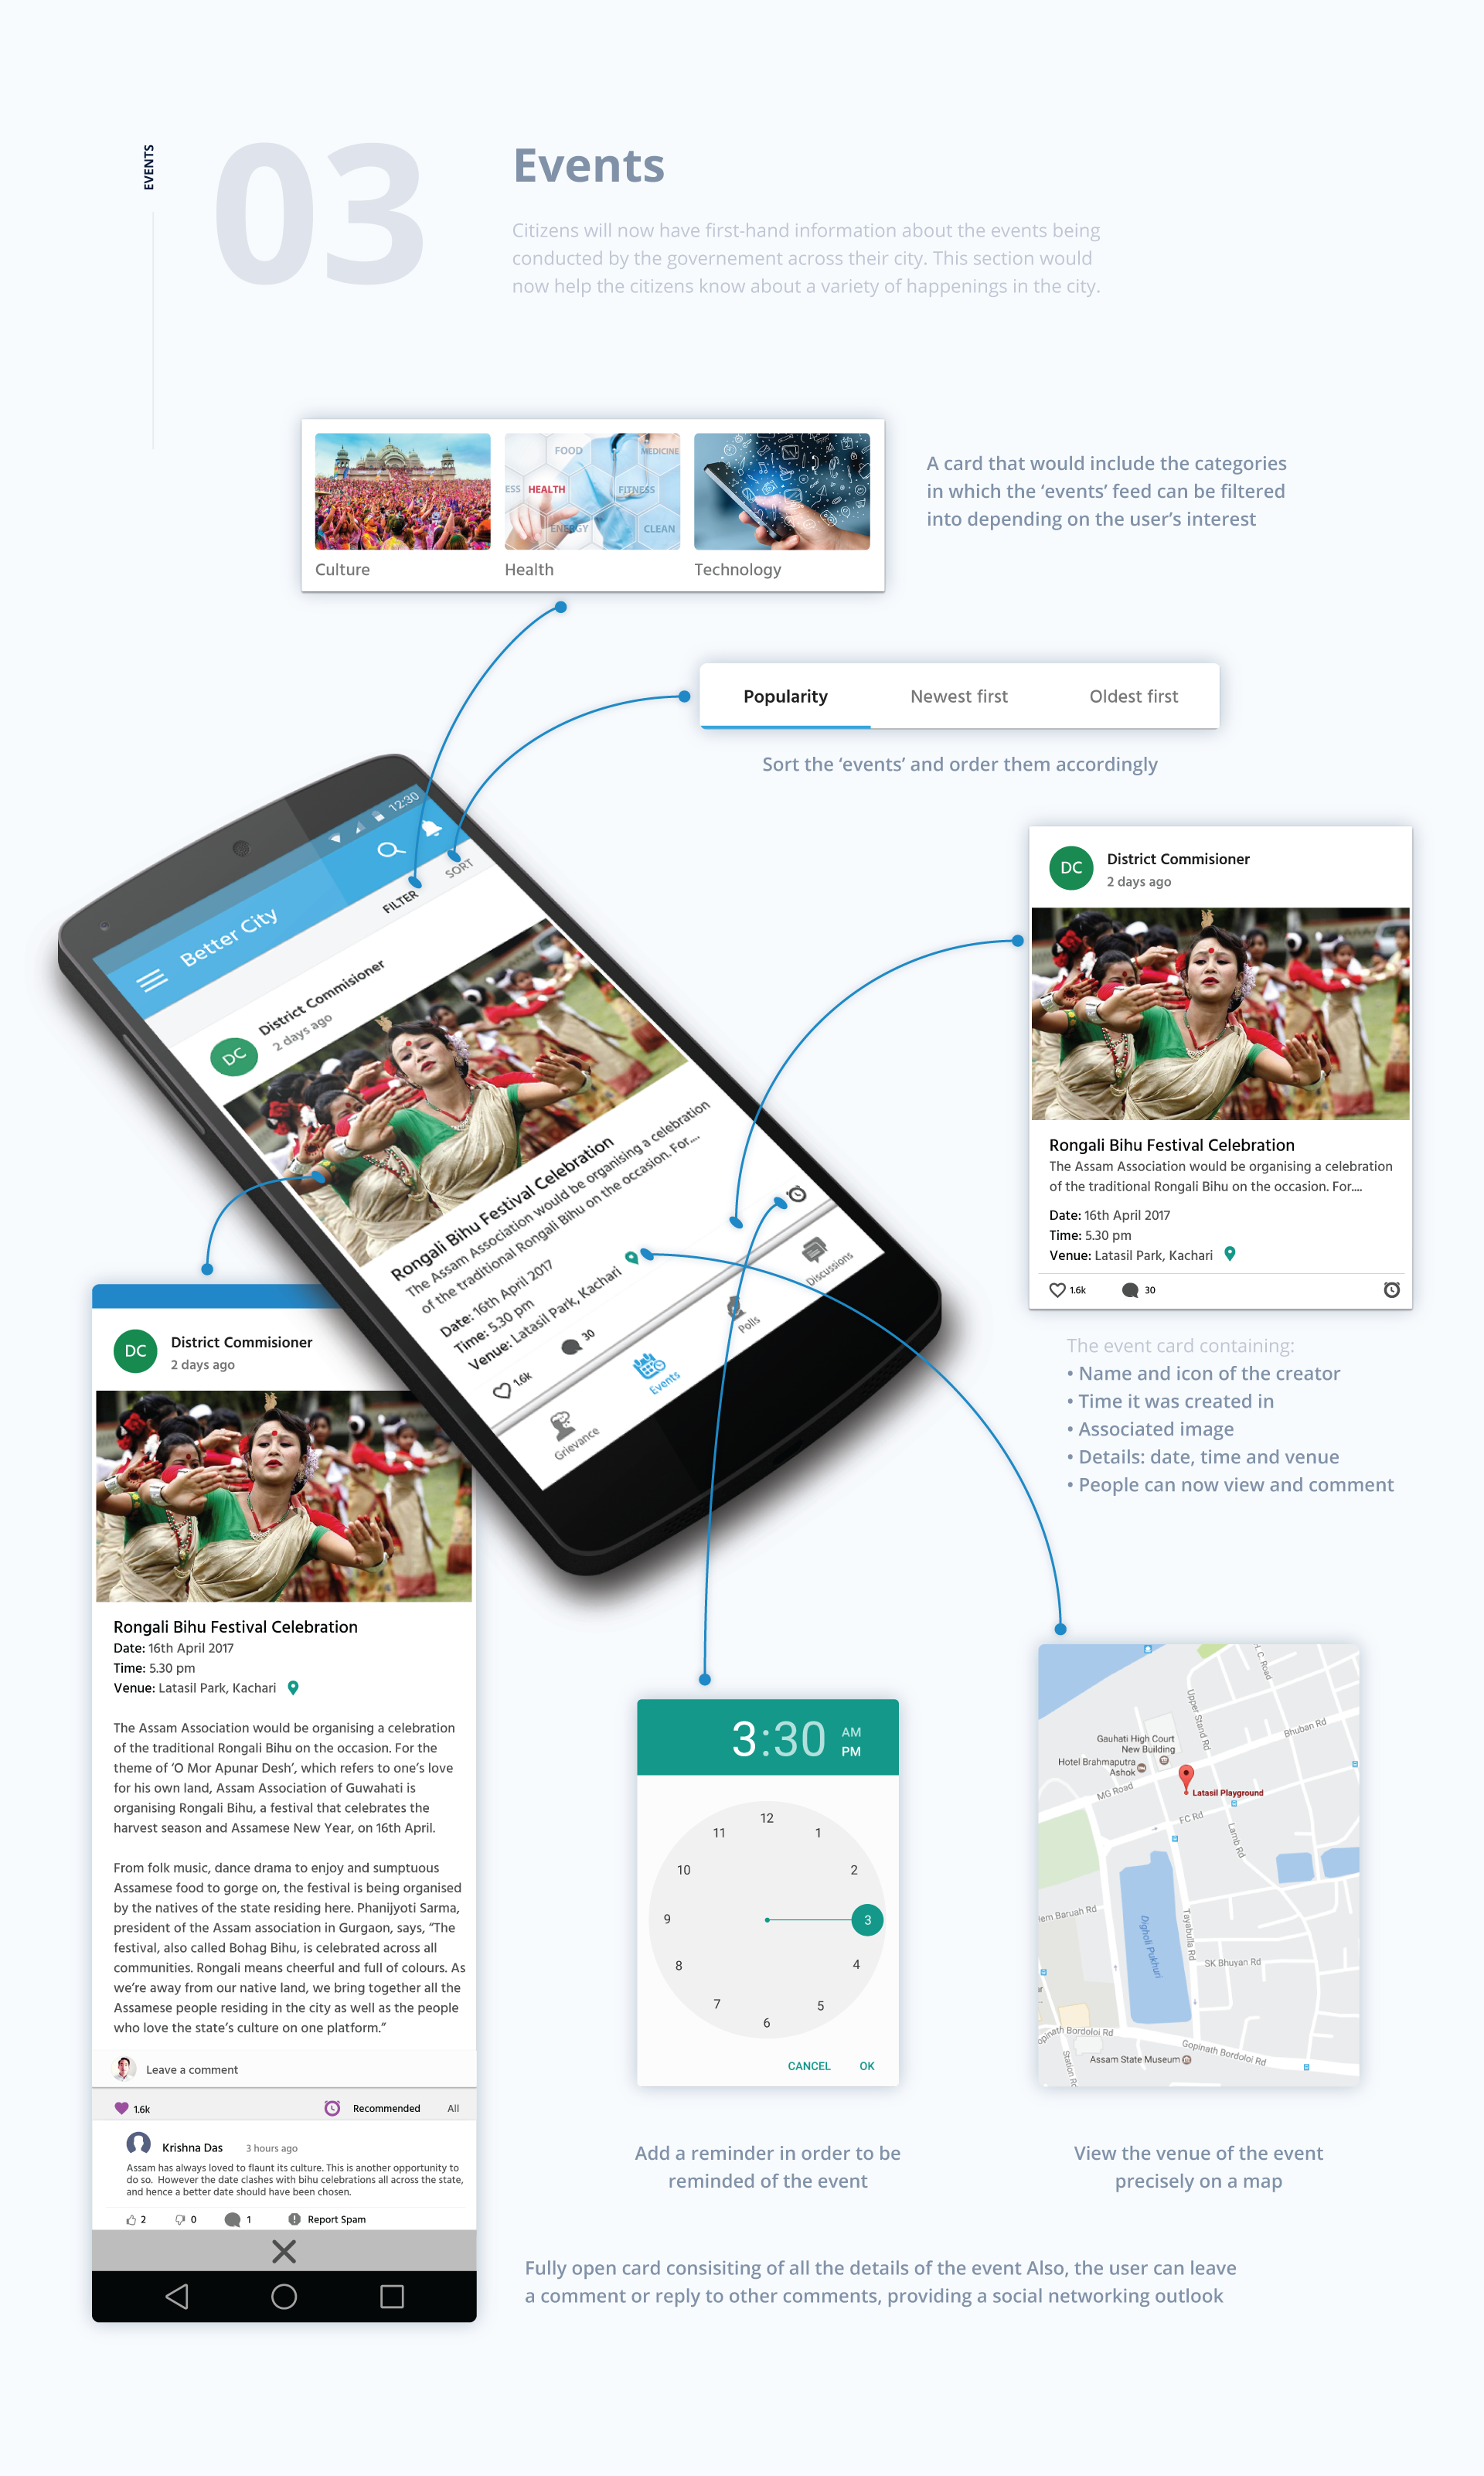 EVENTS
03
Events
Citizens will now have first-hand information about the events being
conducted by the governement across their city. This section would
now help the citizens know about a variety of happenings in the city.
FOOD
MEDICINE
ESS
HEALTH
FITNESS
ENERGY
CLEAN
Culture
Health
Technology
A card that would include the categories
in which the ‘events’ feed can be filtered
into depending on the user’s interest
Popularity
Newest first
Oldest first
Sort the ‘events’ and order them accordingly
12:30
Better City
FILTER
SORT
DC
District Commisioner
2 days ago
Rongali Bihu Festival Celebration
The Assam Association would be organising a celebration
of the traditional Rongali Bihu on the occasion. For....
Date: 16th April 2017
Time: 5.30 pm
Venue: Latasil Park, Kachari
1.6k
30
Grievance
Events
Polls
Discussions
DC
District Commisioner
2 days ago
Rongali Bihu Festival Celebration
The Assam Association would be organising a celebration
of the traditional Rongali Bihu on the occasion. For....
Date: 16th April 2017
Time: 5.30 pm
Venue: Latasil Park, Kachari
1.6k
30
The event card containing:
• Name and icon of the creator
• Time it was created in
• Associated image
• Details: date, time and venue
• People can now view and comment
DC
District Commisioner
2 days ago
Rongali Bihu Festival Celebration
Date: 16th April 2017
Time: 5.30 pm
Venue: Latasil Park, Kachari
The Assam Association would be organising a celebration
of the traditional Rongali Bihu on the occasion. For the
theme of ‘O Mor Apunar Desh’, which refers to one’s love
for his own land, Assam Association of Guwahati is
organising Rongali Bihu, a festival that celebrates the
harvest season and Assamese New Year, on 16th April.
From folk music, dance drama to enjoy and sumptuous
Assamese food to gorge on, the festival is being organised
by the natives of the state residing here. Phanijyoti Sarma,
president of the Assam association in Gurgaon, says, “The
festival, also called Bohag Bihu, is celebrated across all
communities. Rongali means cheerful and full of colours. As
we’re away from our native land, we bring together all the
Assamese people residing in the city as well as the people
who love the state’s culture on one platform.”
Leave a comment
1.6k
Recommended
All
Krishna Das
3 hours ago
Assam has always loved to flaunt its culture. This is another opportunity to
do so. However the date clashes with bihu celebrations all across the state,
and hence a better date should have been chosen.
2
0
1
Report Spam
3:30
AM
PM
12
11
1
10
2
9
3
8
4
7
5
6
CANCEL
OK
Add a reminder in order to be
reminded of the event
H. C. Road
Upper Stand Rd
Bhuban Rd
Gauhati High Court
New Building
Hotel Brahmaputra
Ashok
MG Road
Latasil Playground
FC Rd
Lamb Rd
Hem Baruah Rd
Digholi Pukhuri
Tayabulla Rd
SK Bhuyan Rd
Gopinath Bordoloi Rd
Gopinath Bordoloi Rd
Assam State Museum
Station Rd
View the venue of the event
precisely on a map
Fully open card consisiting of all the details of the event Also, the user can leave
a comment or reply to other comments, providing a social networking outlook